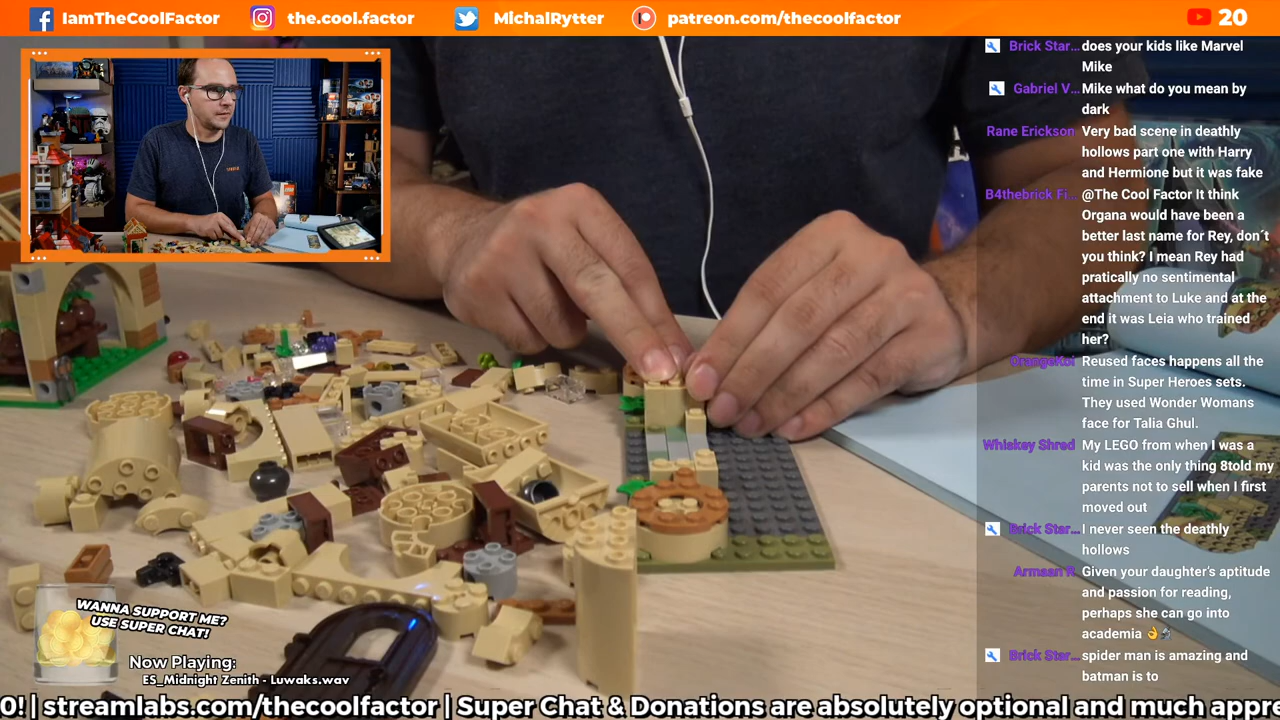 IamTheCoolFactor the.cool.factor MichalRytter patreon.com/thecoolfactor 20
Brick Star... does your kids like Marvel
Mike
Gabriel V... Mike what do you mean by
dark
Rane Erickson Very bad scene in deathly
hollows part one with Harry
and Hermione but it was fake
B4thebrick Fi... @The Cool Factor It think
Organa would have been a
better last name for Rey, don´t
you think? I mean Rey had
pratically no sentimental
attachment to Luke and at the
end it was Leia who trained
her?
OrangeKoi Reused faces happens all the
time in Super Heroes sets.
They used Wonder Womans
face for Talia Ghul.
Whiskey Shred My LEGO from when I was a
kid was the only thing 8told my
parents not to sell when I first
moved out
Brick Star... I never seen the deathly
hollows
Armaan R Given your daughter's aptitude
and passion for reading,
perhaps she can go into
academia 👌🔬
Brick Star... spider man is amazing and
batman is to
WANNA SUPPORT ME?
USE SUPER CHAT!
Now Playing:
ES_Midnight Zenith - Luwaks.wav
0! | streamlabs.com/thecoolfactor | Super Chat & Donations are absolutely optional and much appre